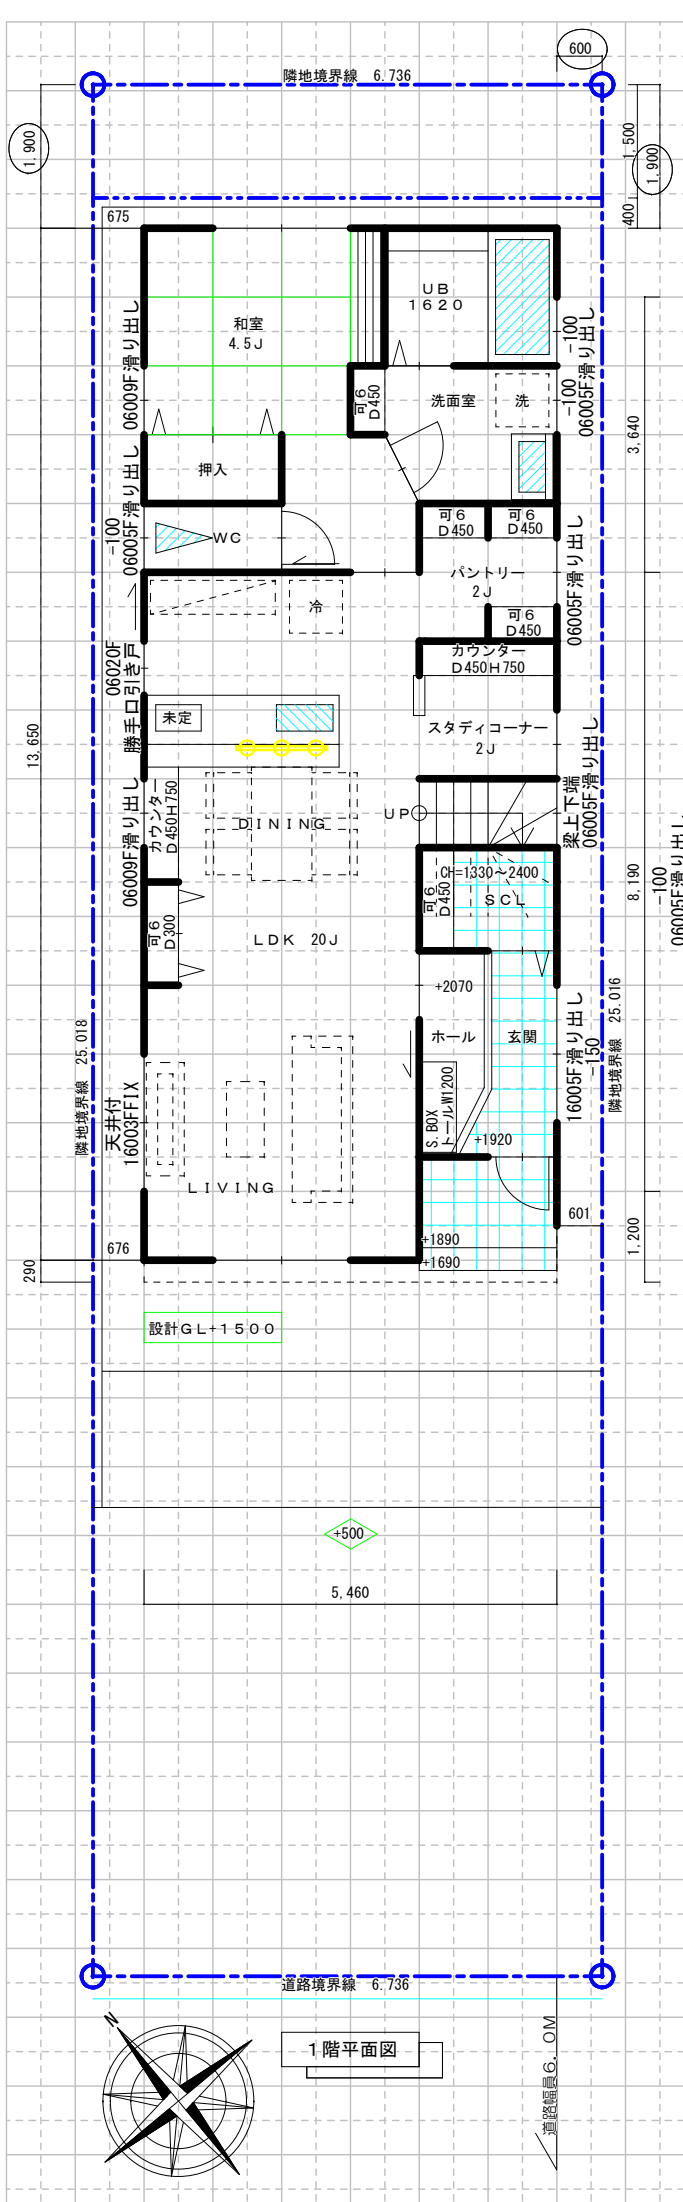 600
隣地境界線 6.736
1,900
1,500
1,900
400
675
UB
1620
和室
4.5J
-100
06005F滑り出し
06009F滑り出し
可6
D450
洗面室
洗
-100
3,640
押入
-100
06005F滑り出し
WC
可6
D450
可6
D450
パントリー
2J
06005F滑り出し
冷
可6
D450
カウンター
D450H750
06020F
勝手口引き戸
未定
スタディコーナー
2J
13,650
カウンター
D450H750
06009F滑り出し
DINING
UP
梁上下端
06005F滑り出し
CH=1330～2400
可6
D450
SCL
8,190
-100
06005F滑り出し
可6
D300
LDK 20J
+2070
ホール
玄関
16005F滑り出し
-150
隣地境界線 25.016
隣地境界線 25.018
天井付
16003FFIX
S.BOX
トールW1200
+1920
LIVING
601
1,200
676
+1890
+1690
290
設計GL+1500
+500
5,460
道路境界線 6.736
N
1階平面図
道路幅員6.0M